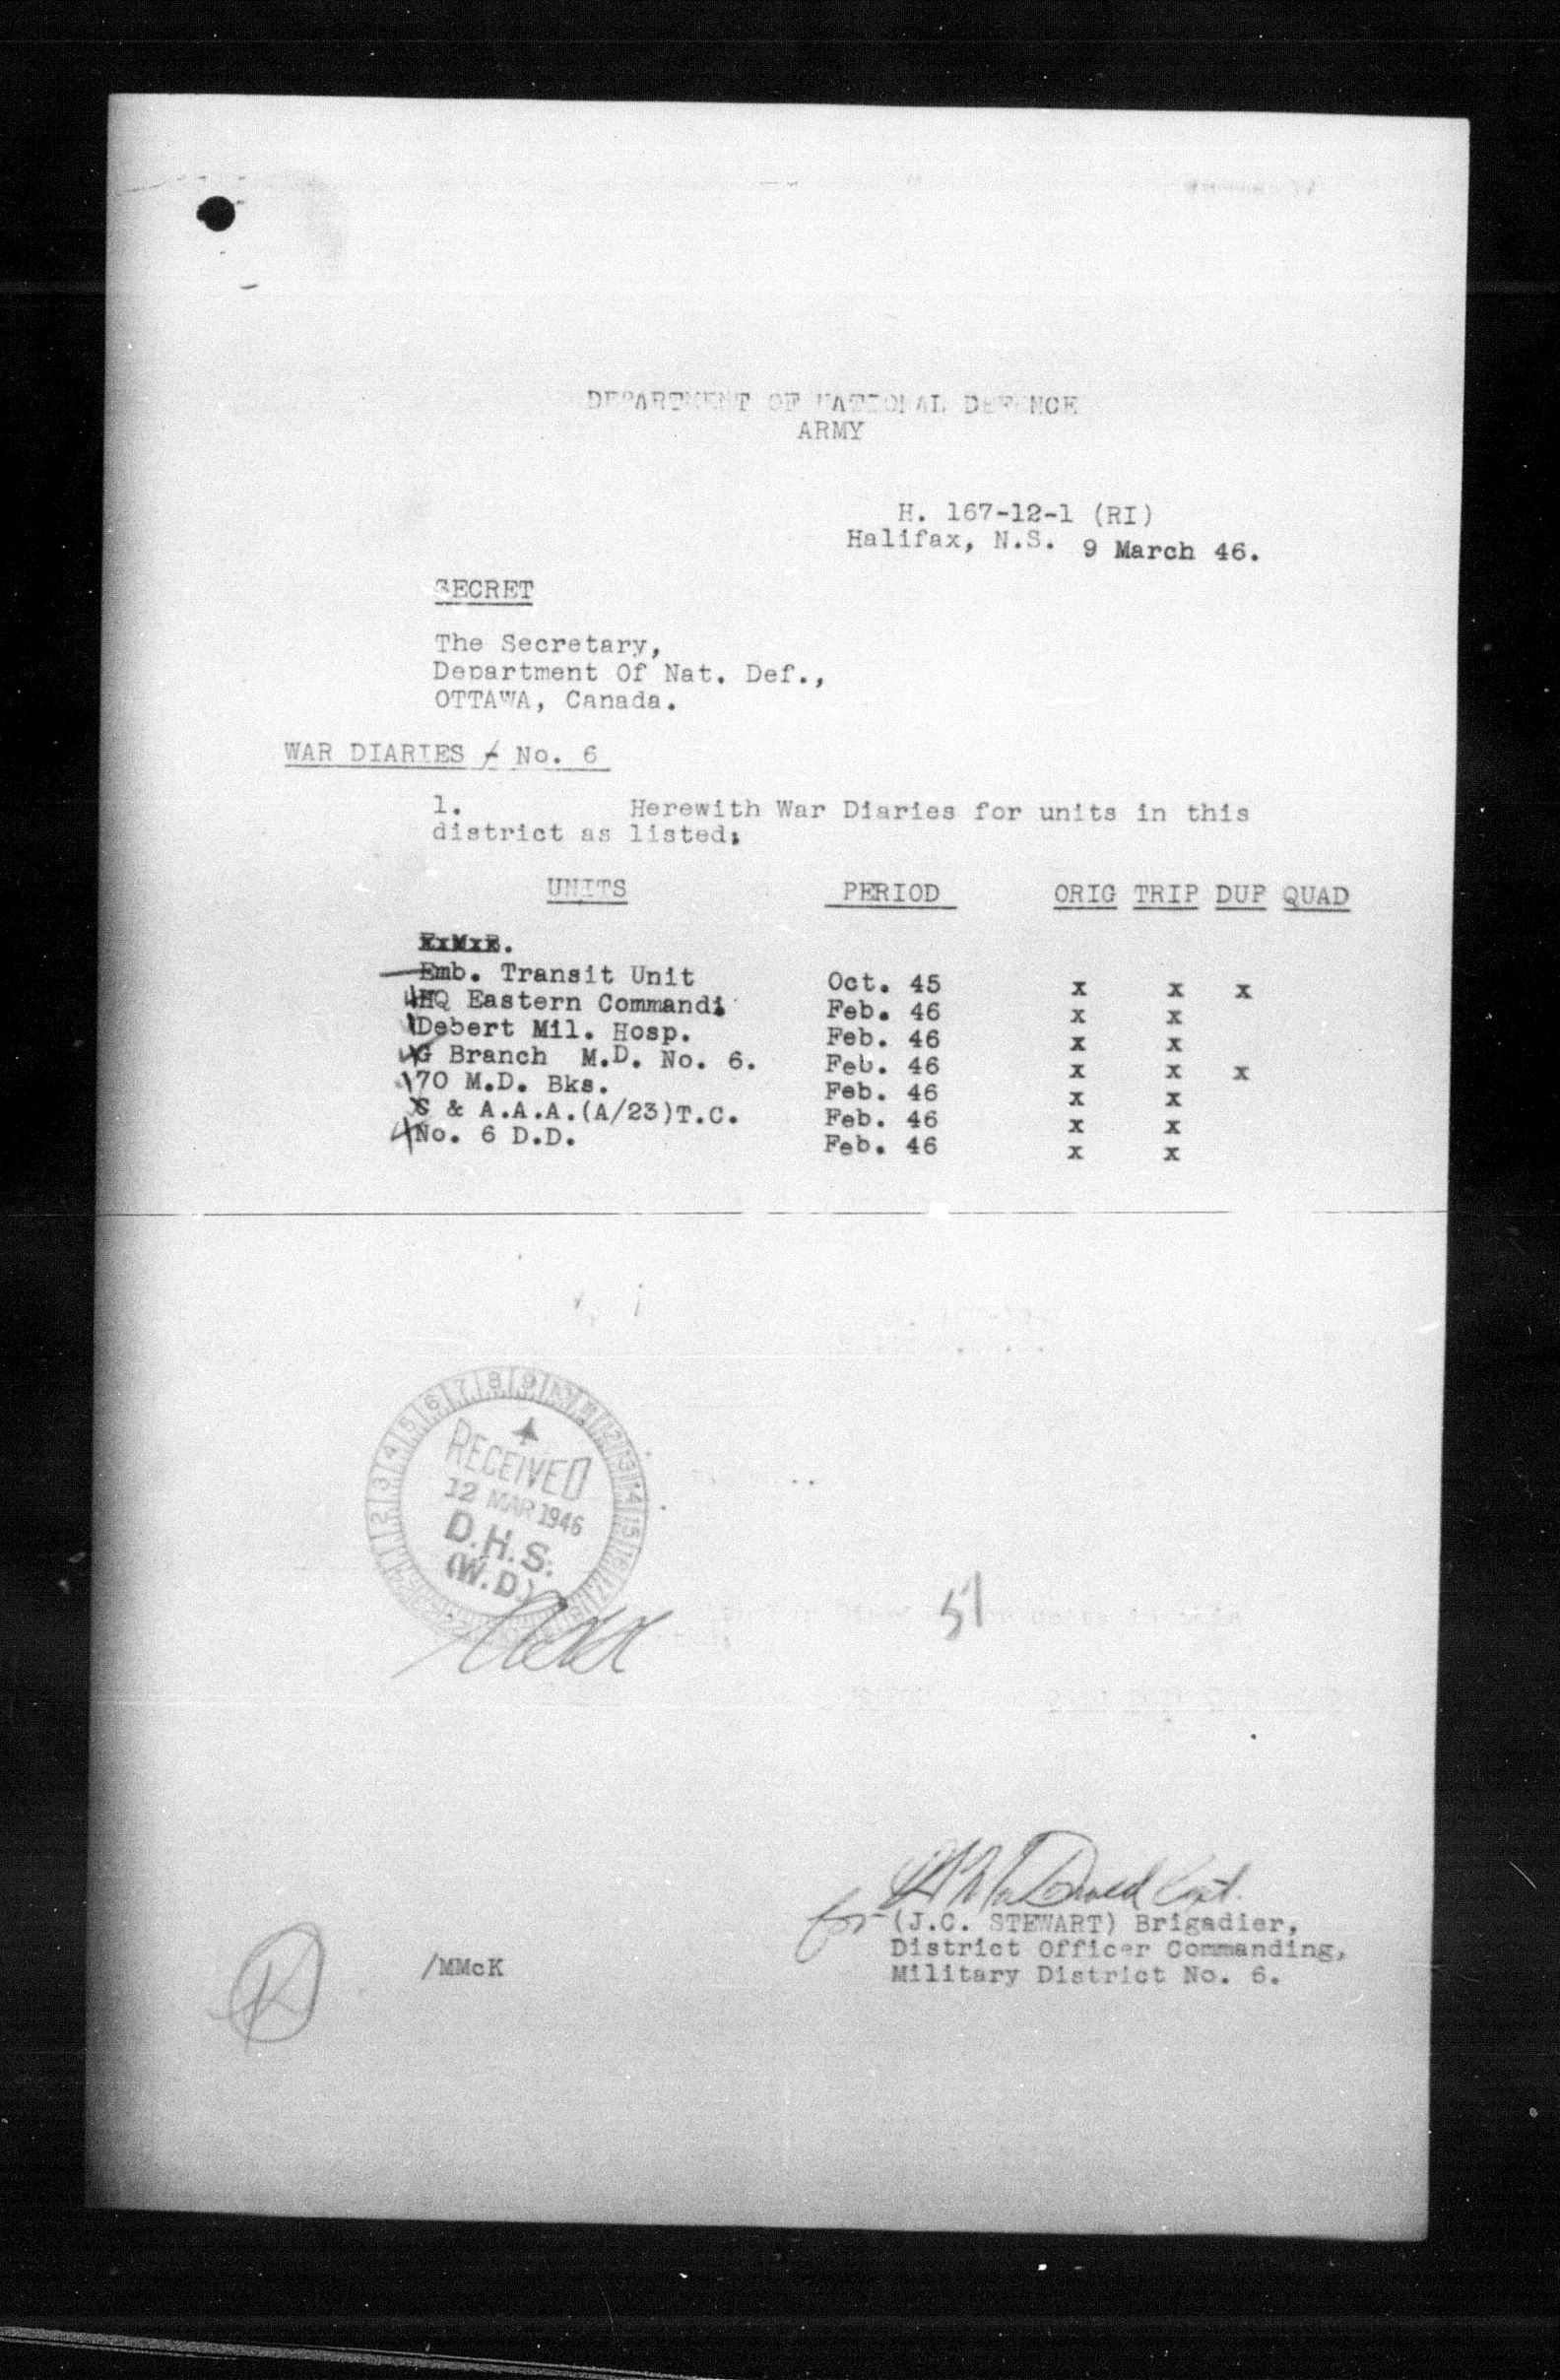 DEPARTMENT OF NATIONAL DEFENCE
ARMY
H. 167-12-1 (RI)
Halifax, N.S. 9 March 46.
SECRET
The Secretary,
Department Of Nat. Def.,
OTTAWA, Canada.
WAR DIARIES - No. 6
1. Herewith War Diaries for units in this
district as listed;
UNITS PERIOD ORIG TRIP DUP QUAD
Emb. Transit Unit Oct. 45 x x x
HQ Eastern Command. Feb. 46 x x
Debert Mil. Hosp. Feb. 46 x x
G Branch M.D. No. 6. Feb. 46 x x x
70 M.D. Bks. Feb. 46 x x
S & A.A.A.(A/23)T.C. Feb. 46 x x
No. 6 D.D. Feb. 46 x x
RECEIVED
12 MAR 1946
D.H.S.
(W.D.)
51
MacDonald Capt.
for (J.C. STEWART) Brigadier,
District Officer Commanding,
Military District No. 6.
/MMcK